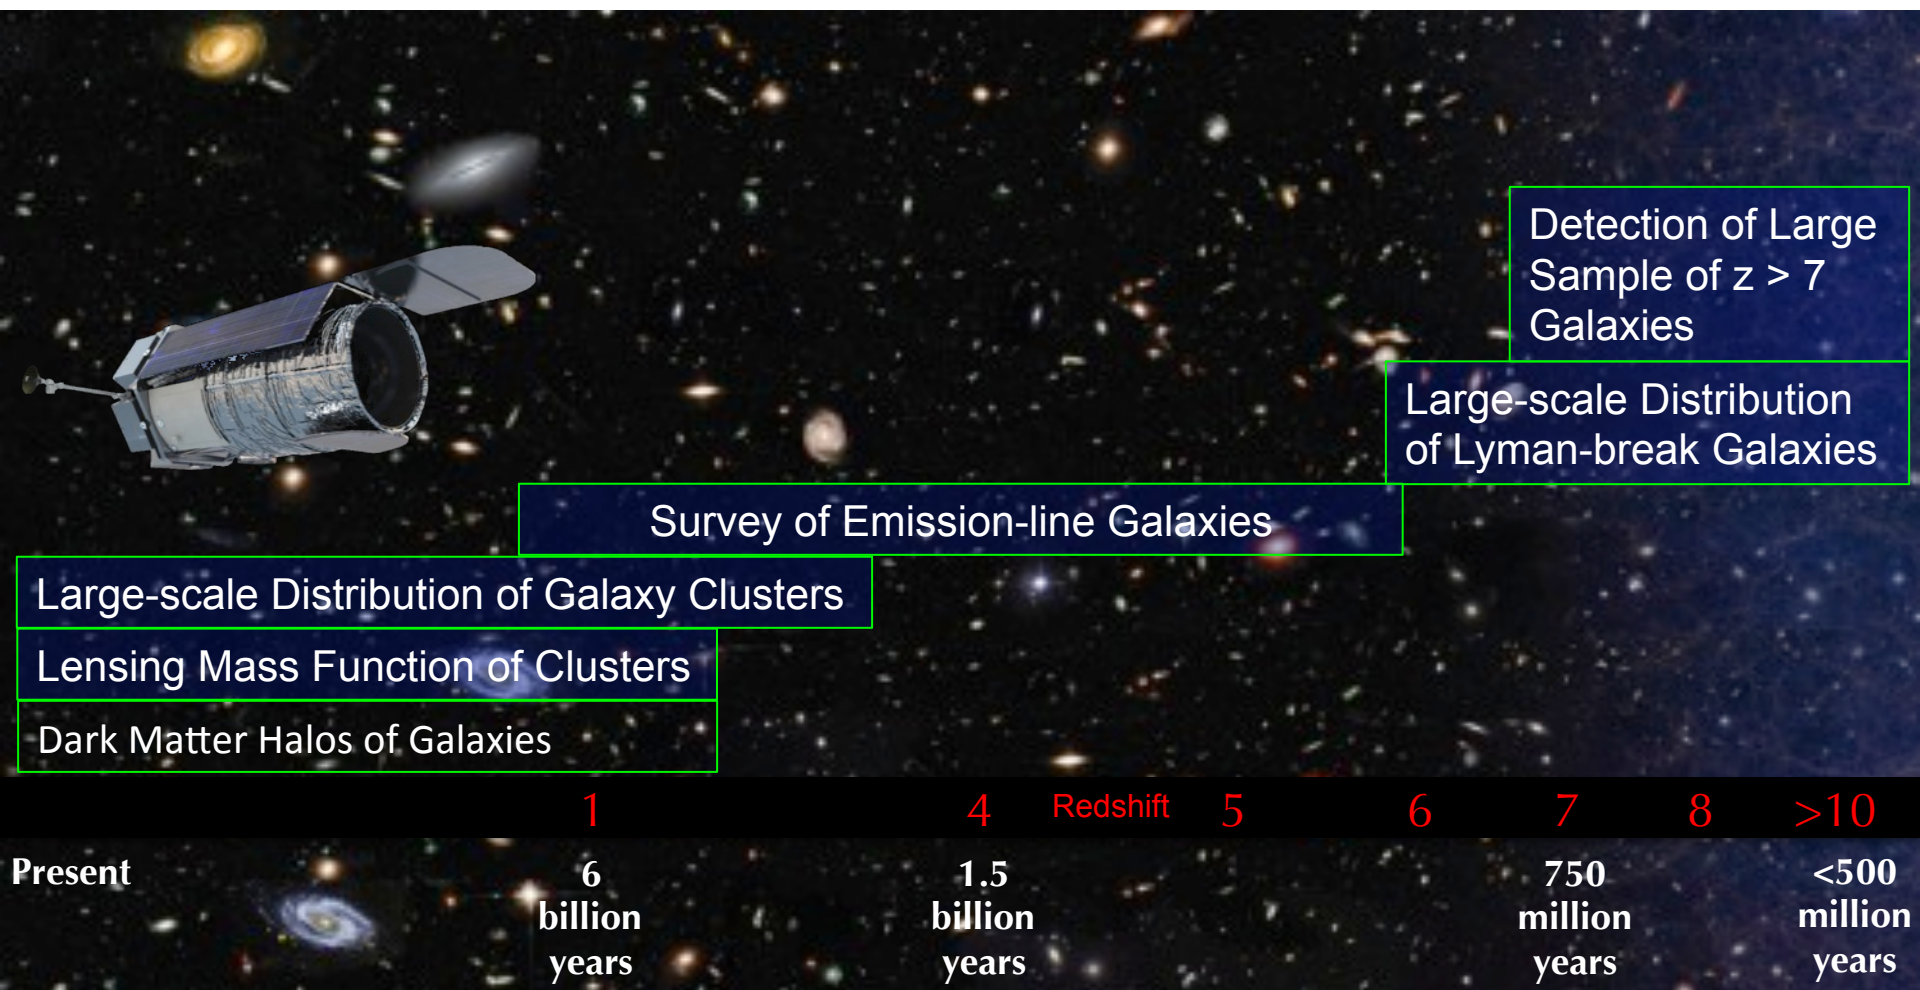 Detection of Large
Sample of z > 7
Galaxies
Large-scale Distribution
of Lyman-break Galaxies
Survey of Emission-line Galaxies
Large-scale Distribution of Galaxy Clusters
Lensing Mass Function of Clusters
Dark Matter Halos of Galaxies
1 4 Redshift 5 6 7 8 >10
Present 6 1.5 750 <500
billion billion million million
years years years years